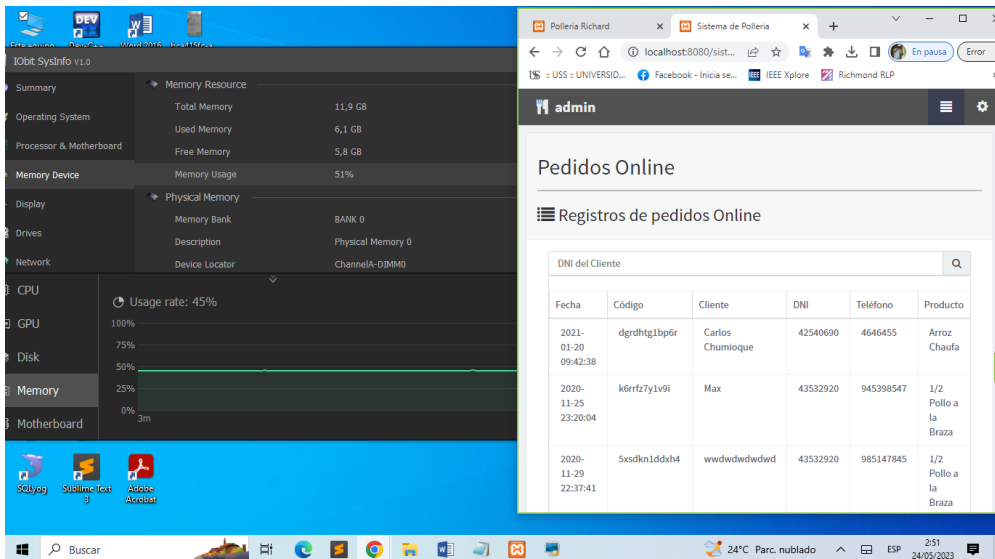 Este equipo Dev-C++ Word 2016
IObit SysInfo v1.0
Summary
Operating System
Processor & Motherboard
Memory Device
Display
Drives
Network
Memory Resource
Total Memory 11,9 GB
Used Memory 6,1 GB
Free Memory 5,8 GB
Memory Usage 51%
Physical Memory
Memory Bank BANK 0
Description Physical Memory 0
Device Locator ChannelA-DIMM0
CPU
GPU
Disk
Memory
Motherboard
Usage rate: 45%
100%
75%
50%
25%
0%
3m
SQLyog Sublime Text 3 Adobe Acrobat
Polleria Richard Sistema de Polleria
localhost:8080/sist... En pausa Error
:: USS :: UNIVERSID... Facebook - Inicia se... IEEE IEEE Xplore Richmond RLP
admin
Pedidos Online
Registros de pedidos Online
DNI del Cliente
Fecha Código Cliente DNI Teléfono Producto
2021-01-20 09:42:38 dgrdhtg1bp6r Carlos Chumioque 42540690 4646455 Arroz Chaufa
2020-11-25 23:20:04 k6rrfz7y1v9i Max 43532920 945398547 1/2 Pollo a la Braza
2020-11-29 22:37:41 5xsdkn1ddxh4 wwdwdwdwdwd 43532920 985147845 1/2 Pollo a la Braza
Buscar
24°C Parc. nublado ESP 2:51
24/05/2023